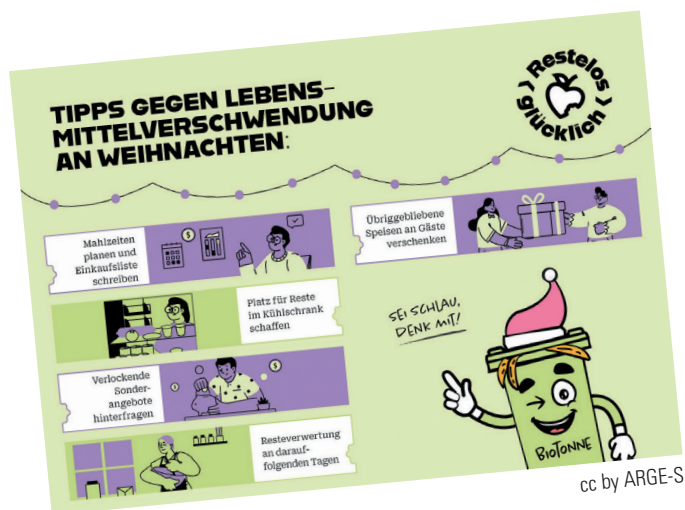 TIPPS GEGEN LEBENS-
MITTELVERSCHWENDUNG
AN WEIHNACHTEN:
Restelos
glücklich
Mahlzeiten
planen und
Einkaufsliste
schreiben
Platz für Reste
im Kühlschrank
schaffen
Verlockende
Sonder-
angebote
hinterfragen
Resteverwertung
an darauf-
folgenden Tagen
Übriggebliebene
Speisen an Gäste
verschenken
SEI SCHLAU,
DENK MIT!
BIOTONNE
cc by ARGE-S